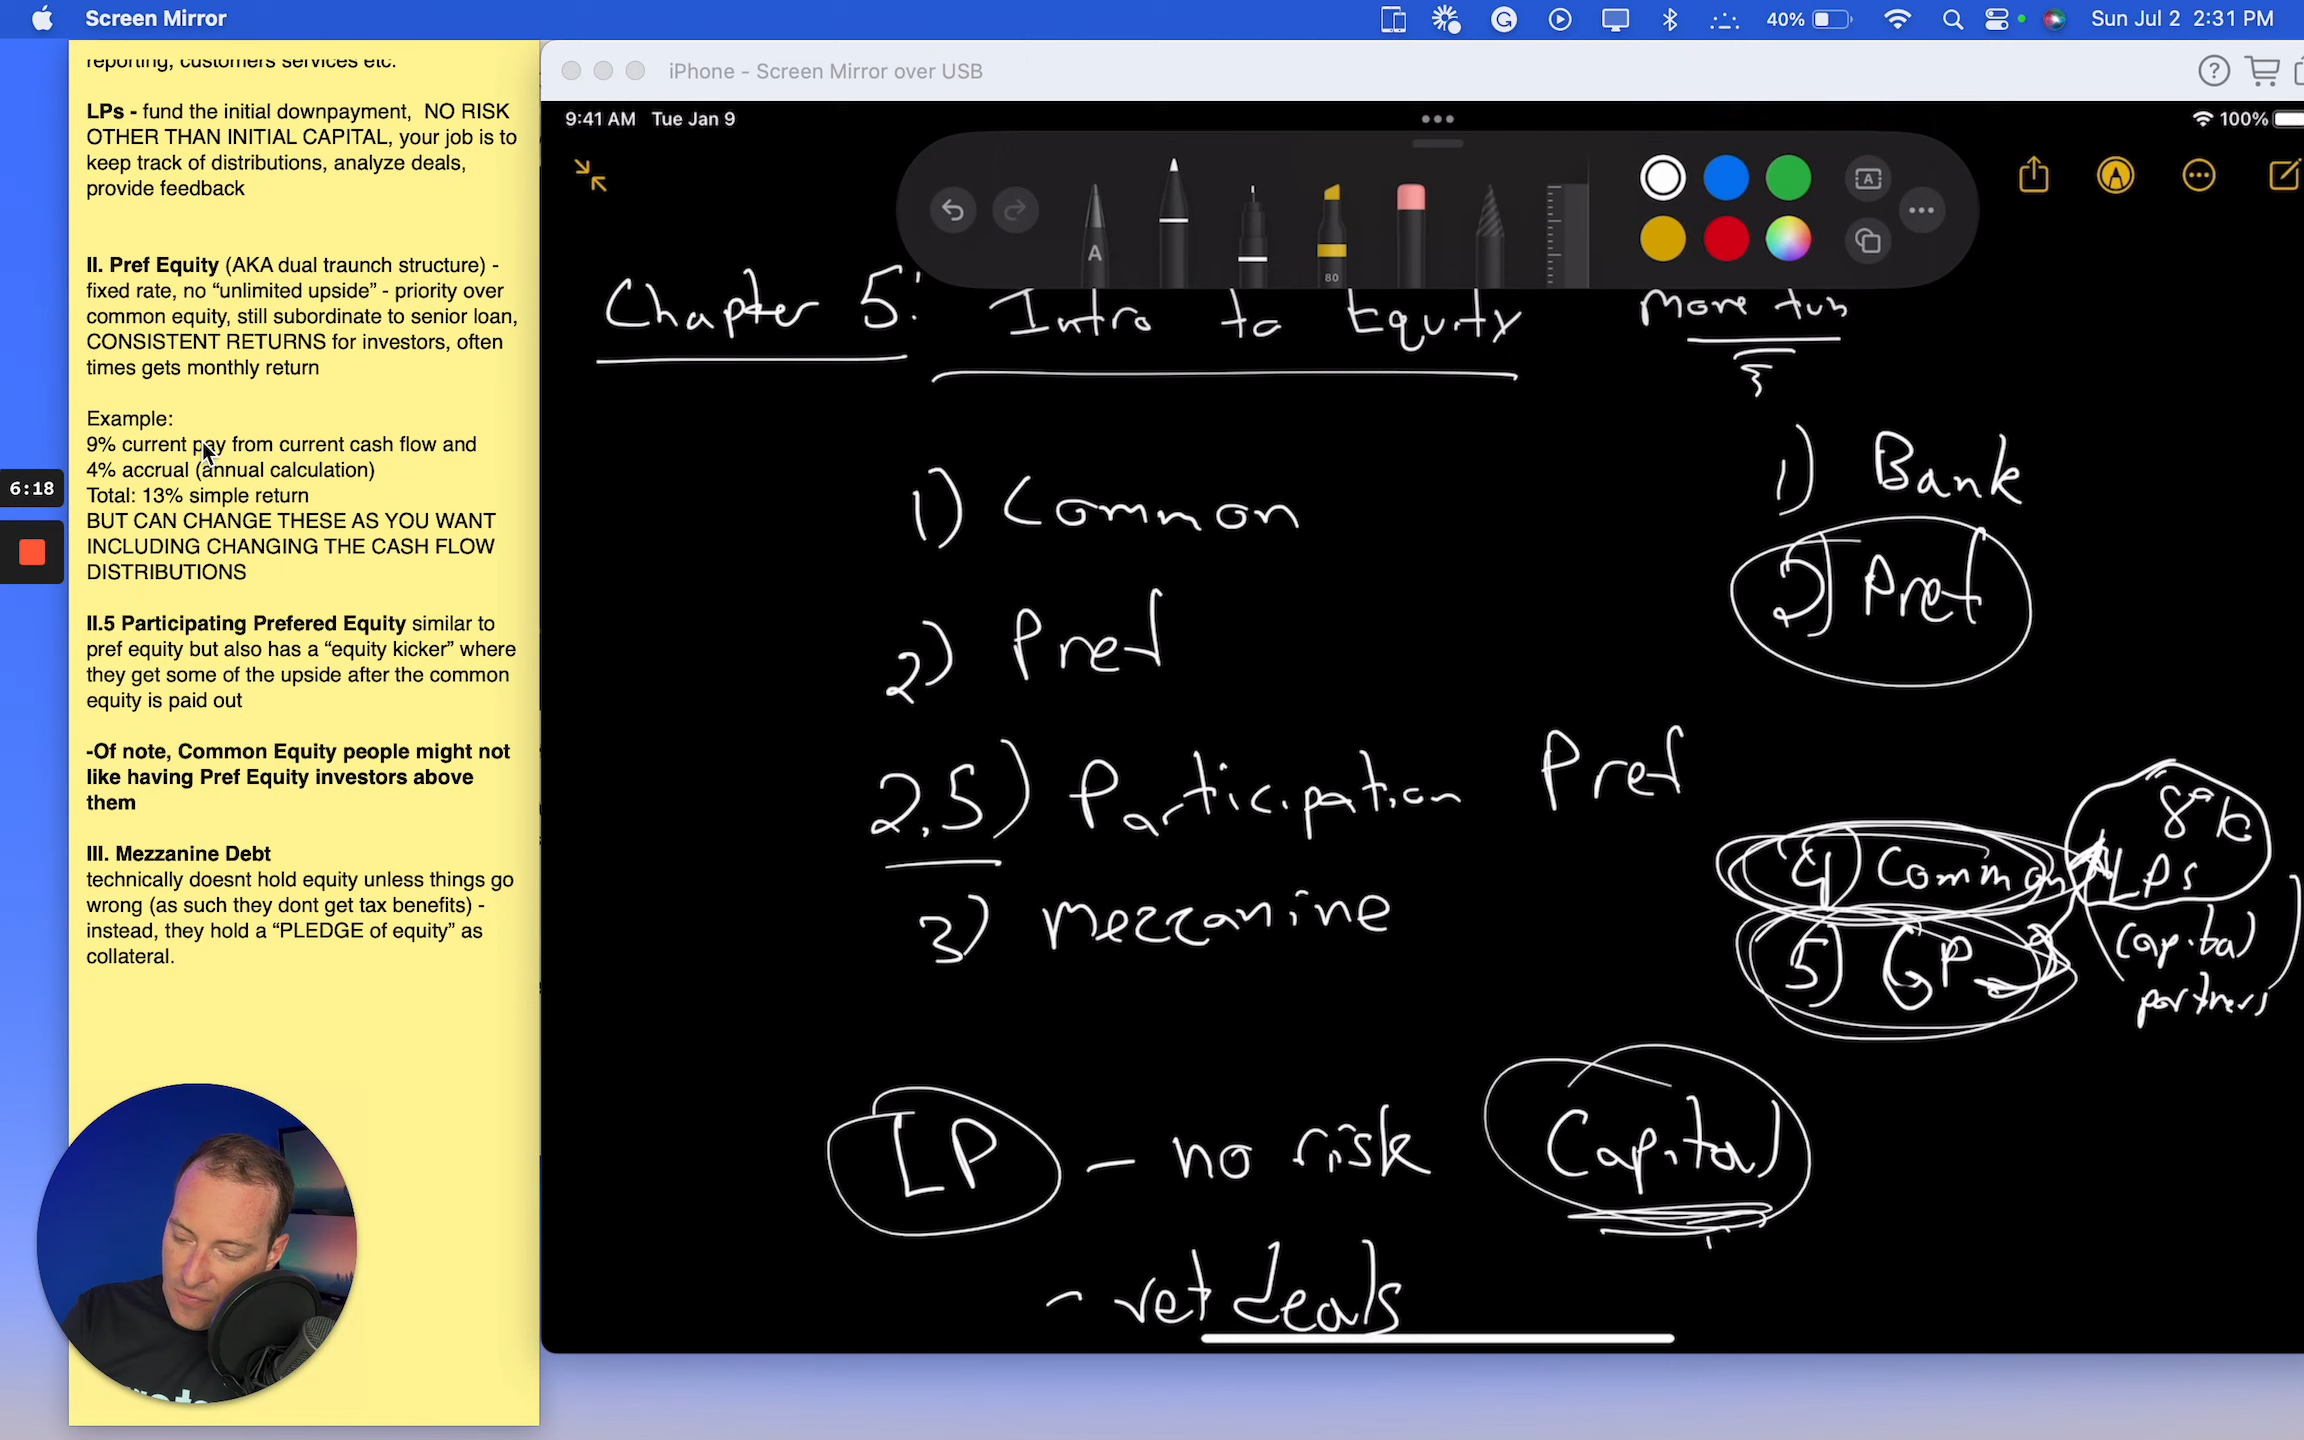 Screen Mirror
40%
Sun Jul 2 2:31 PM
reporting, customers services etc.
LPs - fund the initial downpayment, NO RISK
OTHER THAN INITIAL CAPITAL, your job is to
keep track of distributions, analyze deals,
provide feedback
II. Pref Equity (AKA dual traunch structure) -
fixed rate, no “unlimited upside” - priority over
common equity, still subordinate to senior loan,
CONSISTENT RETURNS for investors, often
times gets monthly return
Example:
9% current pay from current cash flow and
4% accrual (annual calculation)
Total: 13% simple return
BUT CAN CHANGE THESE AS YOU WANT
INCLUDING CHANGING THE CASH FLOW
DISTRIBUTIONS
II.5 Participating Prefered Equity similar to
pref equity but also has a “equity kicker” where
they get some of the upside after the common
equity is paid out
-Of note, Common Equity people might not
like having Pref Equity investors above
them
III. Mezzanine Debt
technically doesnt hold equity unless things go
wrong (as such they dont get tax benefits) -
instead, they hold a “PLEDGE of equity” as
collateral.
6:18
iPhone - Screen Mirror over USB
9:41 AM Tue Jan 9
100%
A
80
A
Chapter 5: Intro to Equity
More fun
1) Common
2) Pref
2.5) Participation Pref
3) Mezzanine
1) Bank
2) Pref
4) Common
5) GP
8%
LPs
(capital
partners)
LP - no risk Capital
- vet deals